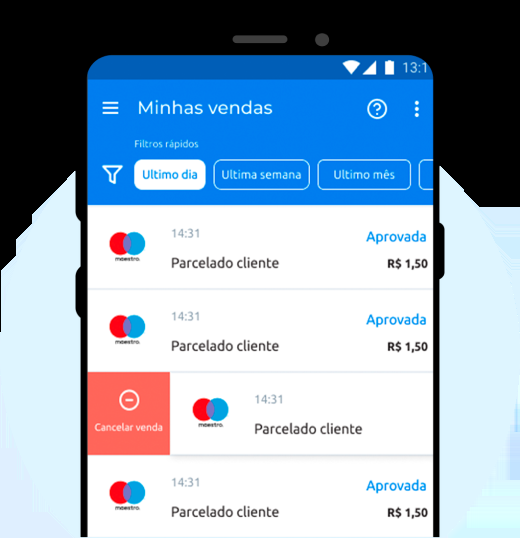 13:1
Minhas vendas
Filtros rápidos
Ultimo dia
Ultima semana
Ultimo mês
14:31
Aprovada
maestro.
Parcelado cliente
R$ 1,50
14:31
Aprovada
maestro.
Parcelado cliente
R$ 1,50
14:31
maestro.
Cancelar venda
Parcelado cliente
14:31
Aprovada
maestro.
Parcelado cliente
R$ 1,50